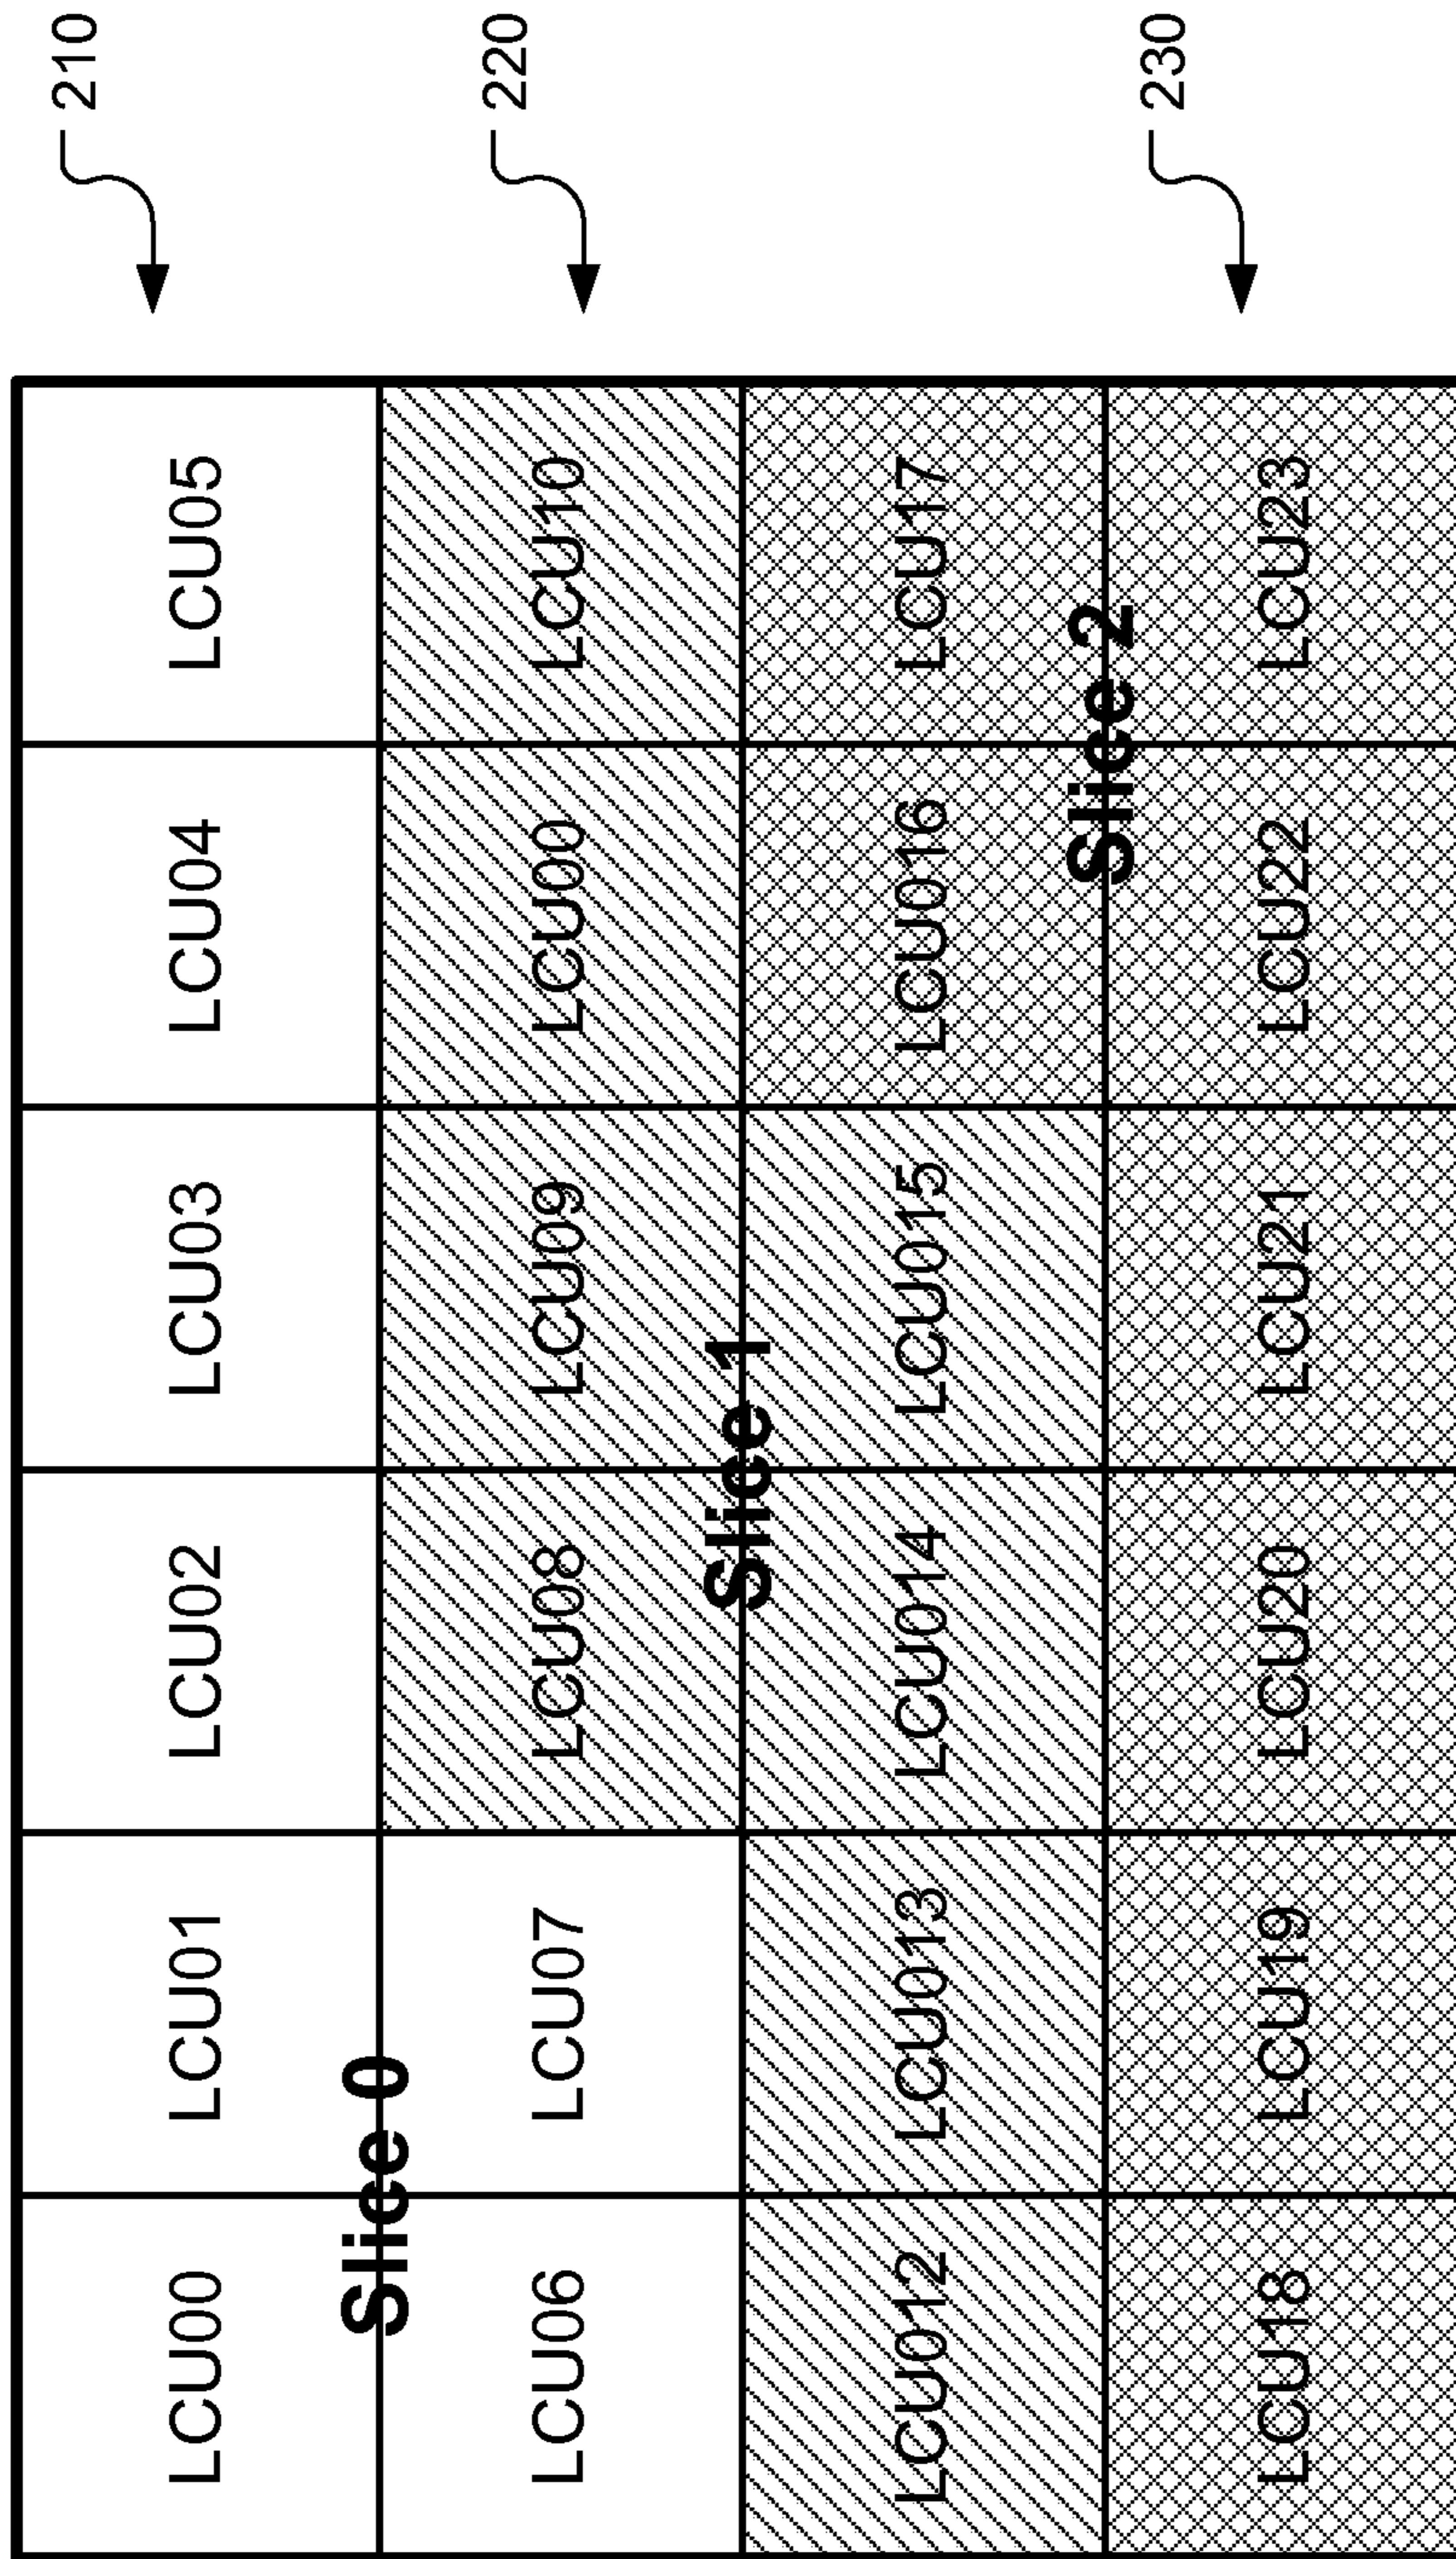 LCU00 LCU01 LCU02 LCU03 LCU04 LCU05 210
Slice 0
LCU06 LCU07 LCU08 LCU09 LCU00 LCU10 220
Slice 1
LCU012 LCU013 LCU014 LCU015 LCU016 LCU17
Slice 2
LCU18 LCU19 LCU20 LCU21 LCU22 LCU23 230